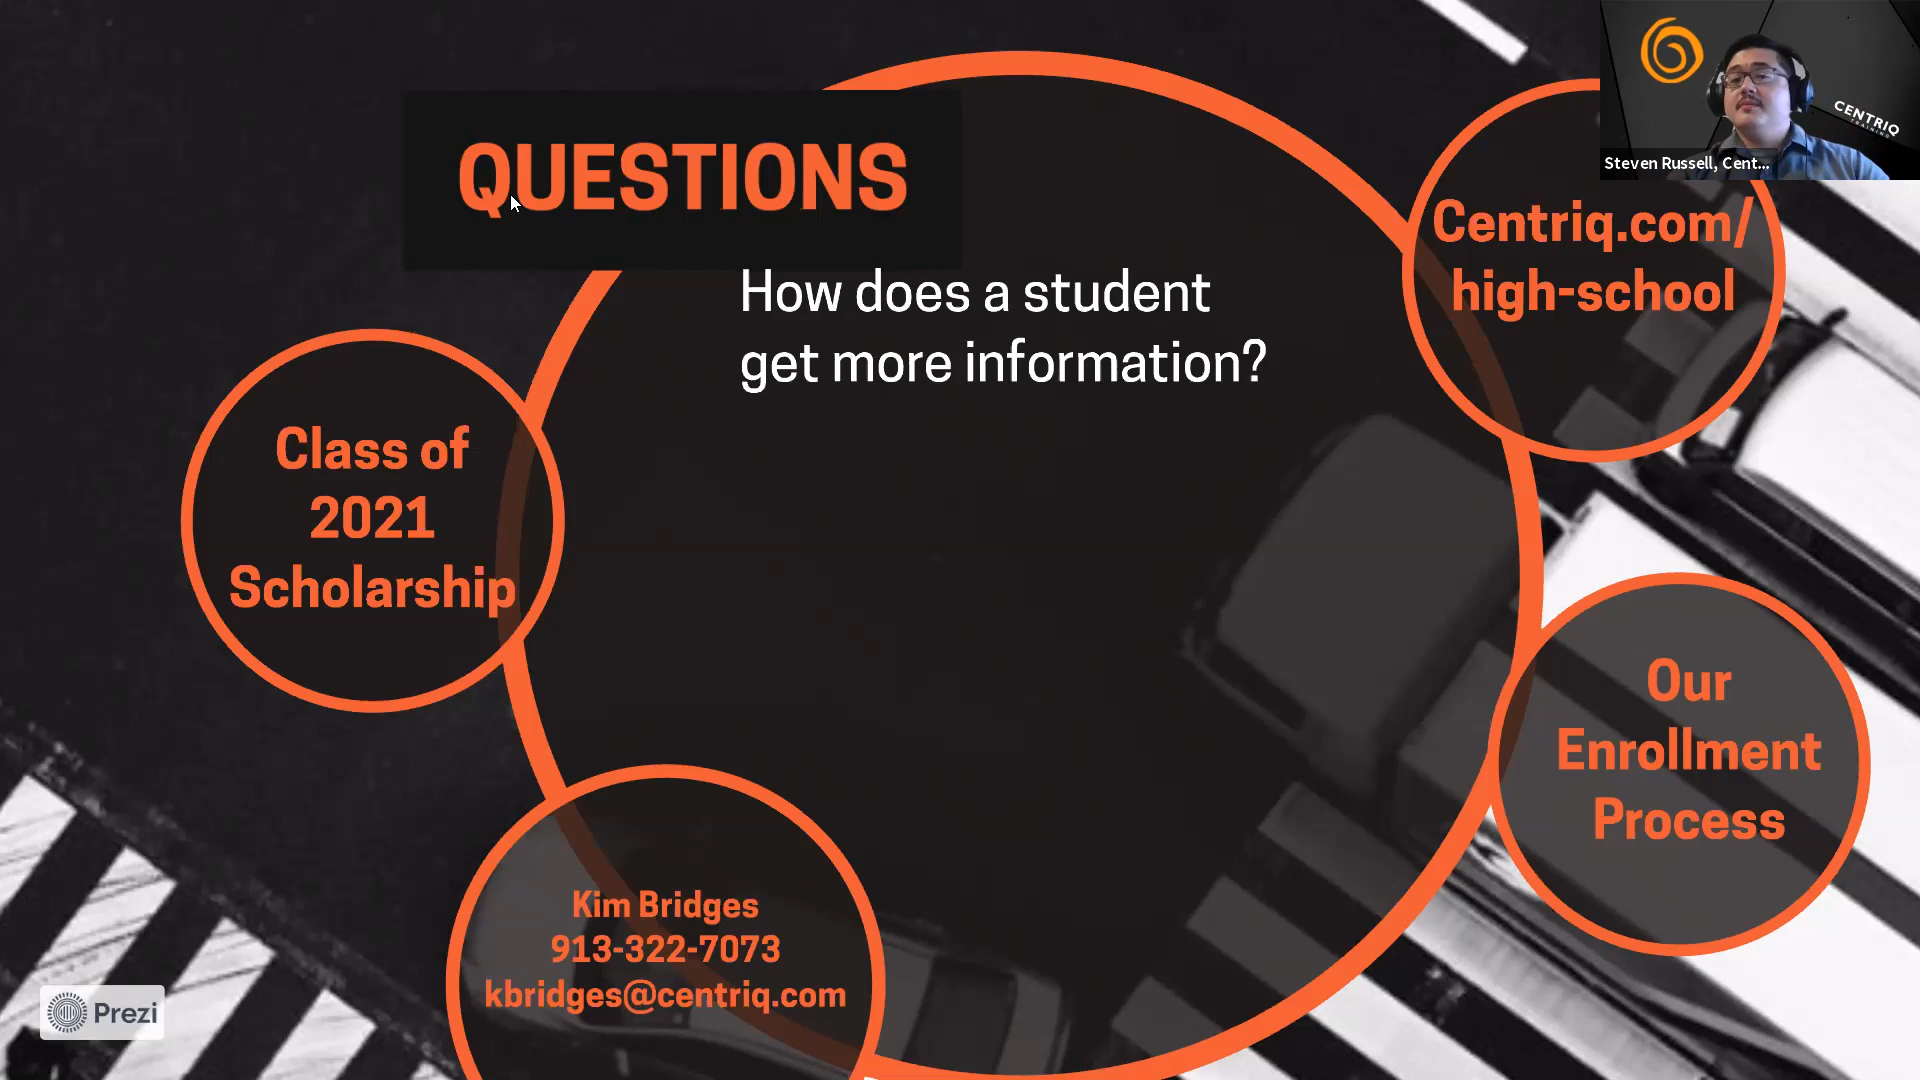 QUESTIONS
How does a student
get more information?
Centriq.com/
high-school
Class of
2021
Scholarship
Our
Enrollment
Process
Kim Bridges
913-322-7073
kbridges@centriq.com
Prezi
CENTRIQ
TRAINING
Steven Russell, Cent...